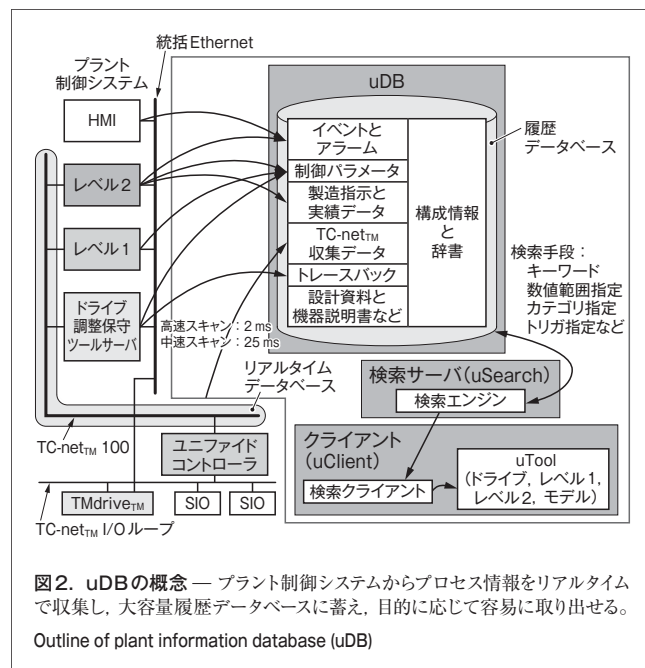 統括Ethernet
プラント
制御システム
HMI
レベル2
レベル1
ドライブ
調整保守
ツールサーバ
高速スキャン：2 ms
中速スキャン：25 ms
リアルタイム
データベース
TC-netTM 100
ユニファイド
コントローラ
TMdriveTM
SIO
SIO
TC-netTM I/Oループ
uDB
イベントと
アラーム
制御パラメータ
製造指示と
実績データ
TC-netTM
収集データ
トレースバック
設計資料と
機器説明書など
構成情報
と
辞書
履歴
データベース
検索手段：
キーワード
数値範囲指定
カテゴリ指定
トリガ指定など
検索サーバ（uSearch）
検索エンジン
クライアント
（uClient）
検索クライアント
uTool
（ドライブ，レベル1，
レベル2，モデル）
図2．uDBの概念 — プラント制御システムからプロセス情報をリアルタイム
で収集し，大容量履歴データベースに蓄え，目的に応じて容易に取り出せる。
Outline of plant information database (uDB)